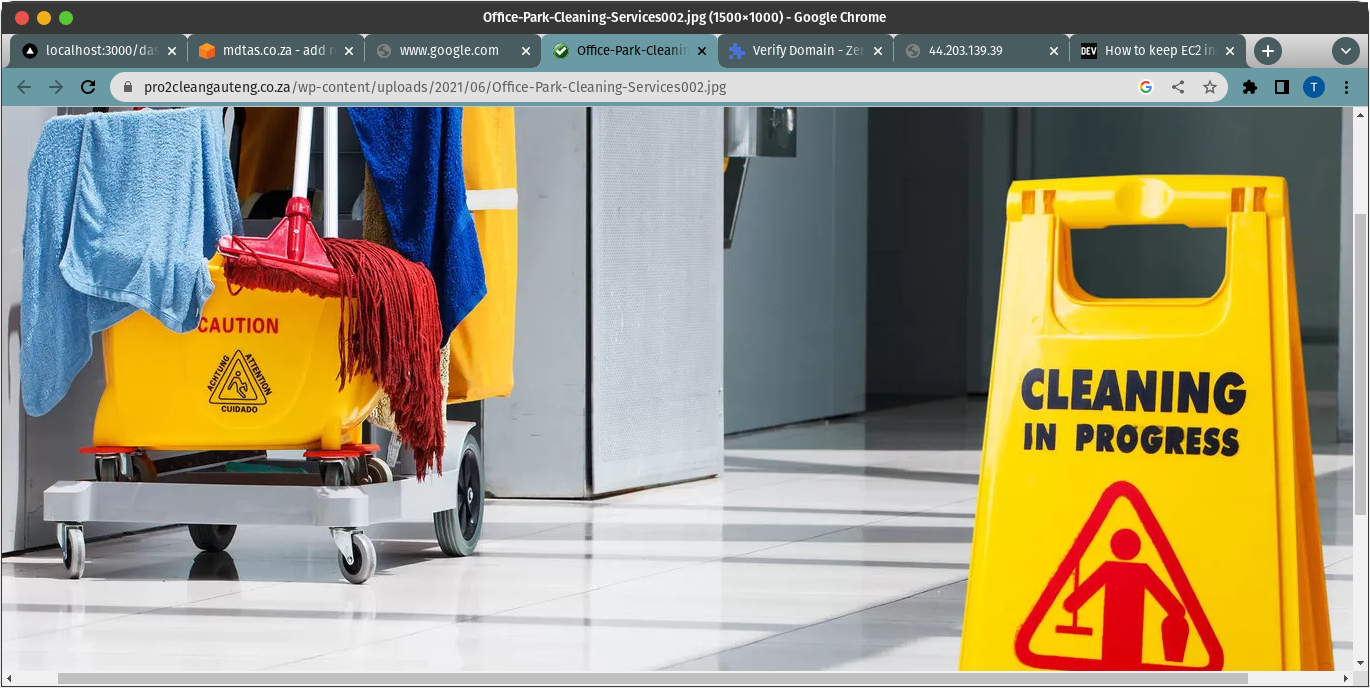 Office-Park-Cleaning-Services002.jpg (1500×1000) - Google Chrome
localhost:3000/das
mdtas.co.za - add r
www.google.com
Office-Park-Cleanin
Verify Domain - Zer
44.203.139.39
DEV
How to keep EC2 in
pro2cleangauteng.co.za/wp-content/uploads/2021/06/Office-Park-Cleaning-Services002.jpg
T
CAUTION
ACHTUNG
ATTENTION
CUIDADO
CLEANING
IN PROGRESS